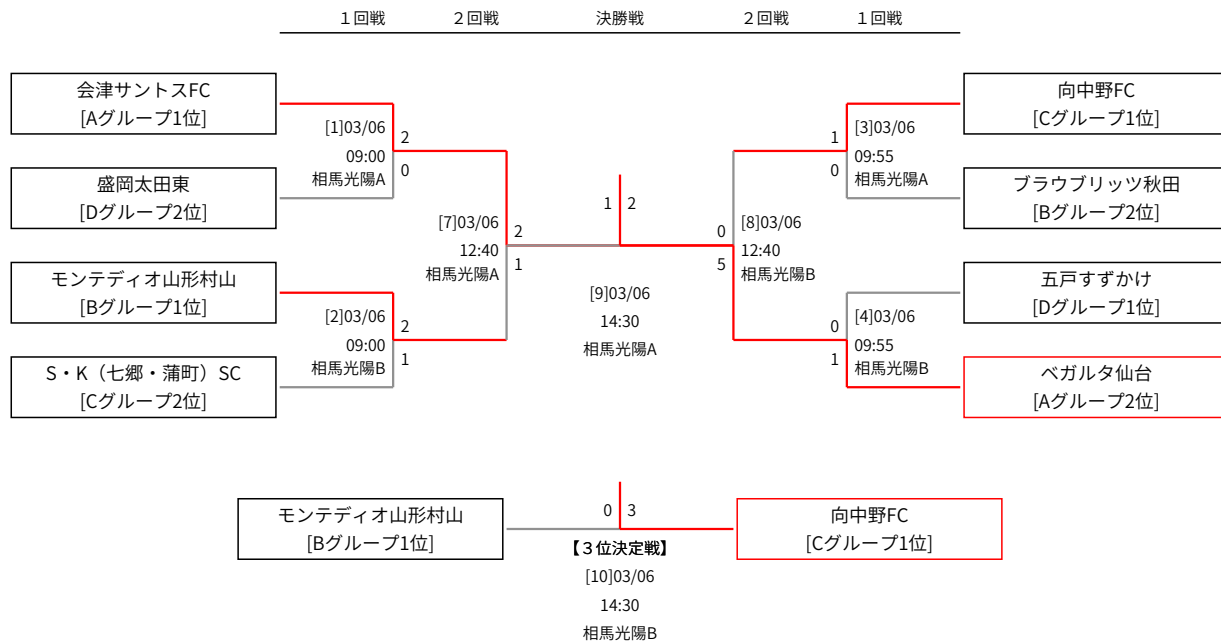 １回戦
２回戦
決勝戦
２回戦
１回戦
会津サントスFC
[Aグループ1位]
盛岡太田東
[Dグループ2位]
モンテディオ山形村山
[Bグループ1位]
S・K（七郷・蒲町）SC
[Cグループ2位]
[1]03/06
09:00
相馬光陽A
2
0
[2]03/06
09:00
相馬光陽B
2
1
[7]03/06
12:40
相馬光陽A
2
1
1
2
[9]03/06
14:30
相馬光陽A
0
5
[8]03/06
12:40
相馬光陽B
1
0
[3]03/06
09:55
相馬光陽A
0
1
[4]03/06
09:55
相馬光陽B
向中野FC
[Cグループ1位]
ブラウブリッツ秋田
[Bグループ2位]
五戸すずかけ
[Dグループ1位]
ベガルタ仙台
[Aグループ2位]
モンテディオ山形村山
[Bグループ1位]
0
3
【３位決定戦】
[10]03/06
14:30
相馬光陽B
向中野FC
[Cグループ1位]